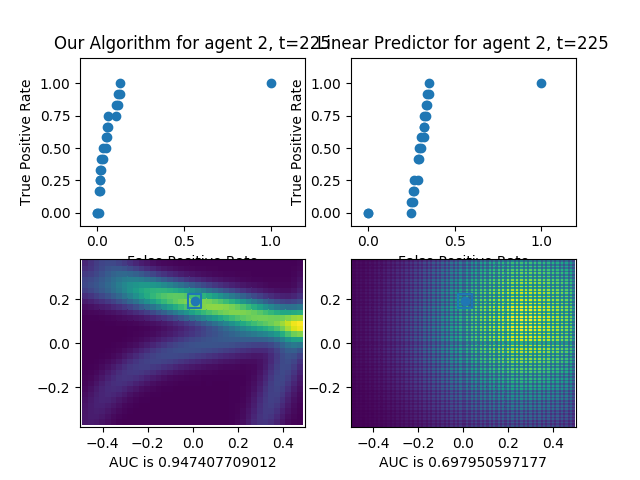 Our Algorithm for agent 2, t=225
Linear Predictor for agent 2, t=225
True Positive Rate
1.00
0.75
0.50
0.25
0.00
0.0 0.5 1.0
False Positive Rate
True Positive Rate
1.00
0.75
0.50
0.25
0.00
0.0 0.5 1.0
False Positive Rate
0.2
0.0
−0.2
−0.4 −0.2 0.0 0.2 0.4
AUC is 0.947407709012
0.2
0.0
−0.2
−0.4 −0.2 0.0 0.2 0.4
AUC is 0.697950597177